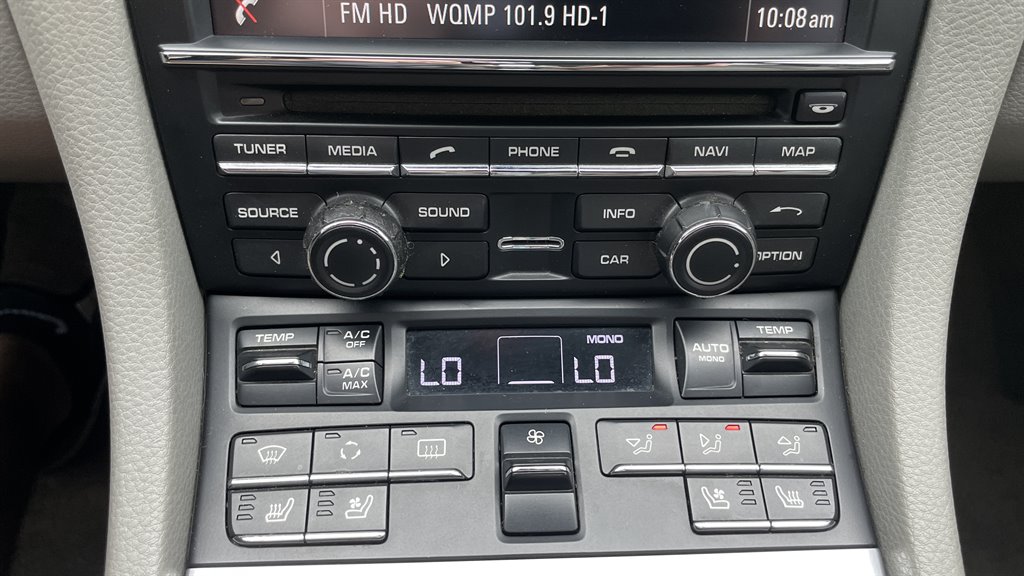 FM HD WQMP 101.9 HD-1 10:08am
TUNER MEDIA PHONE NAVI MAP
SOURCE SOUND INFO
CAR OPTION
TEMP A/C OFF MONO AUTO MONO TEMP
A/C MAX LO LO